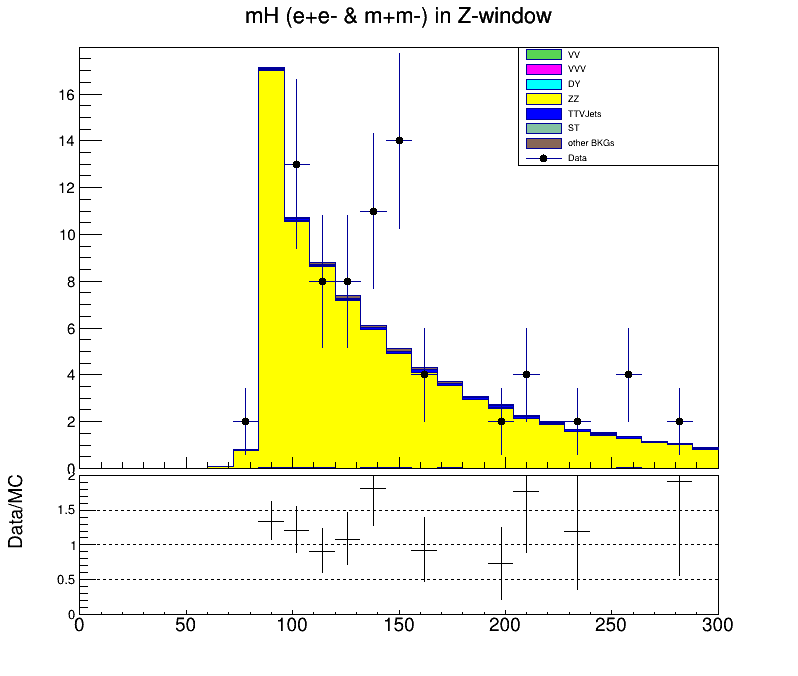 mH (e+e- & m+m-) in Z-window
VV
VVV
DY
ZZ
TTVJets
ST
other BKGs
Data
16
14
12
10
8
6
4
2
0
Data/MC
2
1.5
1
0.5
0
0 50 100 150 200 250 300